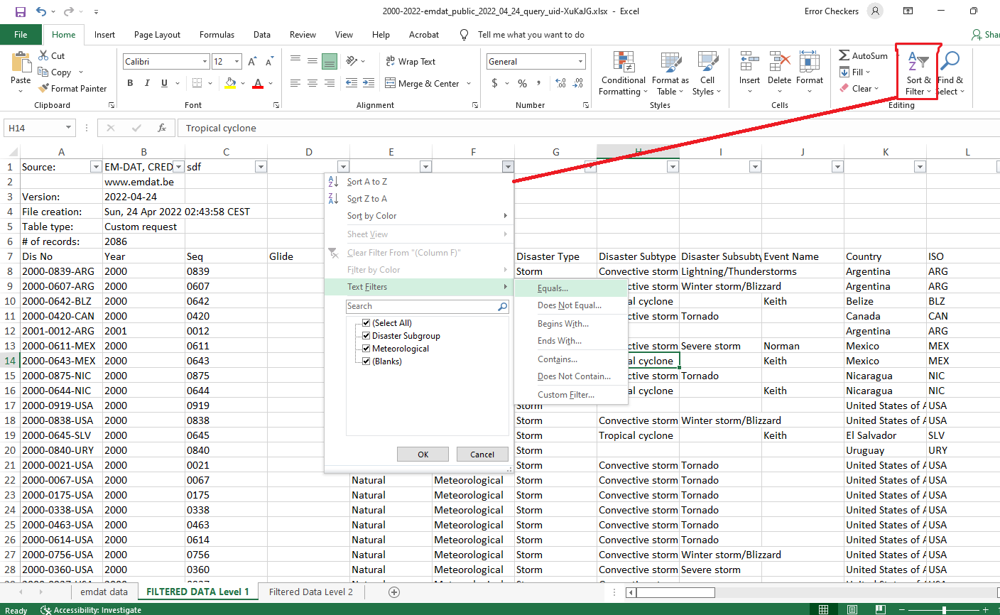 2000-2022-emdat_public_2022_04_24_query_uid-XuKaJG.xlsx - Excel
Error Checkers
File Home Insert Page Layout Formulas Data Review View Help Acrobat Tell me what you want to do
Cut
Copy
Format Painter
Paste
Clipboard
Calibri 12
B I U
Font
Wrap Text
Merge & Center
Alignment
General
$ % ,
Number
Conditional Formatting
Format as Table
Cell Styles
Styles
Insert Delete Format
Cells
AutoSum
Fill
Clear
Sort & Filter
Find & Select
Editing
H14 fx Tropical cyclone
A B C D E F G H I J K L
1 Source: EM-DAT, CRED sdf
2 www.emdat.be
3 Version: 2022-04-24
4 File creation: Sun, 24 Apr 2022 02:43:58 CEST
5 Table type: Custom request
6 # of records: 2086
7 Dis No Year Seq Glide Disaster Type Disaster Subtype Disaster Subsubty Event Name Country ISO
8 2000-0839-ARG 2000 0839 Storm Convective storm Lightning/Thunderstorms Argentina ARG
9 2000-0607-ARG 2000 0607 ctive storm Winter storm/Blizzard Argentina ARG
10 2000-0642-BLZ 2000 0642 al cyclone Keith Belize BLZ
11 2000-0420-CAN 2000 0420 ctive storm Tornado Canada CAN
12 2001-0012-ARG 2001 0012 Argentina ARG
13 2000-0611-MEX 2000 0611 ctive storm Severe storm Norman Mexico MEX
14 2000-0643-MEX 2000 0643 al cyclone Keith Mexico MEX
15 2000-0875-NIC 2000 0875 ctive storm Tornado Nicaragua NIC
16 2000-0644-NIC 2000 0644 al cyclone Keith Nicaragua NIC
17 2000-0919-USA 2000 0919 Storm United States of A USA
18 2000-0838-USA 2000 0838 Storm Convective storm Winter storm/Blizzard United States of A USA
19 2000-0645-SLV 2000 0645 Storm Tropical cyclone Keith El Salvador SLV
20 2000-0840-URY 2000 0840 Storm Uruguay URY
21 2000-0021-USA 2000 0021 Storm Convective storm Tornado United States of A USA
22 2000-0067-USA 2000 0067 Natural Meteorological Storm Convective storm Tornado United States of A USA
23 2000-0175-USA 2000 0175 Natural Meteorological Storm Convective storm Tornado United States of A USA
24 2000-0338-USA 2000 0338 Natural Meteorological Storm Convective storm Tornado United States of A USA
25 2000-0463-USA 2000 0463 Natural Meteorological Storm Convective storm Tornado United States of A USA
26 2000-0614-USA 2000 0614 Natural Meteorological Storm Convective storm Tornado United States of A USA
27 2000-0756-USA 2000 0756 Natural Meteorological Storm Convective storm Winter storm/Blizzard United States of A USA
28 2000-0360-USA 2000 0360 Natural Meteorological Storm Convective storm Severe storm United States of A USA
Sort A to Z
Sort Z to A
Sort by Color
Sheet View
Clear Filter From "(Column F)"
Filter by Color
Text Filters
Search
(Select All)
Disaster Subgroup
Meteorological
(Blanks)
OK Cancel
Equals...
Does Not Equal...
Begins With...
Ends With...
Contains...
Does Not Contain...
Custom Filter...
emdat data FILTERED DATA Level 1 Filtered Data Level 2
Ready Accessibility: Investigate